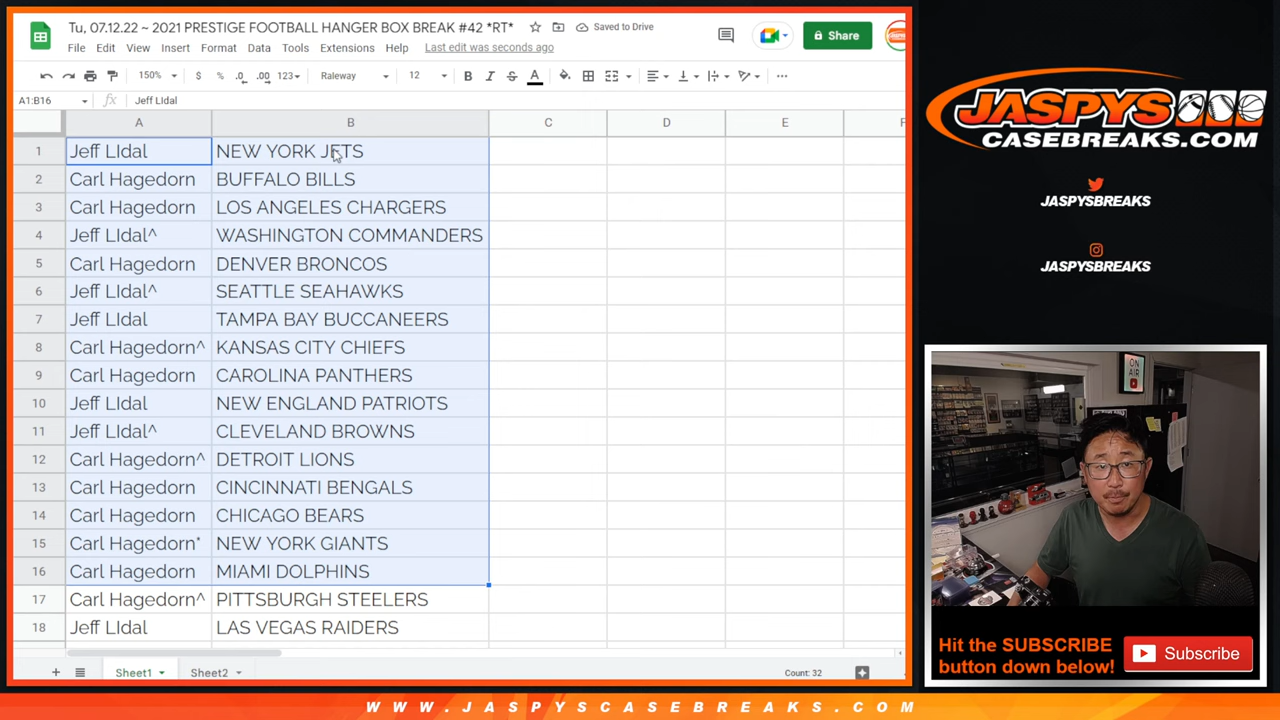 Tu, 07.12.22 ~ 2021 PRESTIGE FOOTBALL HANGER BOX BREAK #42 *RT*
Saved to Drive
File Edit View Insert Format Data Tools Extensions Help Last edit was seconds ago
Share
150% $ % .0 .00 123 Raleway 12 B I S A
A1:B16 fx Jeff LIdal
A B C D E F
1 Jeff LIdal NEW YORK JETS
2 Carl Hagedorn BUFFALO BILLS
3 Carl Hagedorn LOS ANGELES CHARGERS
4 Jeff LIdal^ WASHINGTON COMMANDERS
5 Carl Hagedorn DENVER BRONCOS
6 Jeff LIdal^ SEATTLE SEAHAWKS
7 Jeff LIdal TAMPA BAY BUCCANEERS
8 Carl Hagedorn^ KANSAS CITY CHIEFS
9 Carl Hagedorn CAROLINA PANTHERS
10 Jeff LIdal NEW ENGLAND PATRIOTS
11 Jeff LIdal^ CLEVELAND BROWNS
12 Carl Hagedorn^ DETROIT LIONS
13 Carl Hagedorn CINCINNATI BENGALS
14 Carl Hagedorn CHICAGO BEARS
15 Carl Hagedorn* NEW YORK GIANTS
16 Carl Hagedorn MIAMI DOLPHINS
17 Carl Hagedorn^ PITTSBURGH STEELERS
18 Jeff LIdal LAS VEGAS RAIDERS
Sheet1 Sheet2 Count: 32
JASPYS
CASEBREAKS.COM
JASPYSBREAKS
JASPYSBREAKS
ON
AIR
Hit the SUBSCRIBE
button down below!
Subscribe
WWW.JASPYSCASEBREAKS.COM